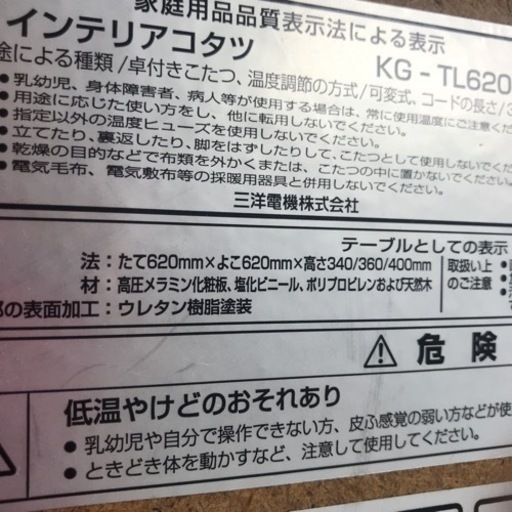 家庭用品品質表示法による表示
インテリアコタツ KG-TL620
途による種類/卓付きこたつ、温度調節の方式/可変式、コードの長さ/3
●乳幼児、身体障害者、病人等が使用する場合は、常に使用温度にご注意くだ
●用途に応じた使い方をし、他に転用しないでください。
●指定以外の温度ヒューズを使用しないでください。
●立てたり、裏返したり、脚をはずしたりして、こたつとして使用しないでくださ
●乾燥の目的などで布類を外かくまたは、こたつの中に置かないでください。
●電気毛布、電気敷布等の採暖用器具と併用しないでください。
三洋電機株式会社
テーブルとしての表示
法：たて620mm×よこ620mm×高さ340/360/400mm
材：高圧メラミン化粧板、塩化ビニール、ポリプロピレンおよび天然木
部の表面加工：ウレタン樹脂塗装
取扱い上
のご注意
危険
低温やけどのおそれあり
●乳幼児や自分で操作できない方、皮ふ感覚の弱い方などが使
●ときどき体を動かすなど、注意して使用してください。